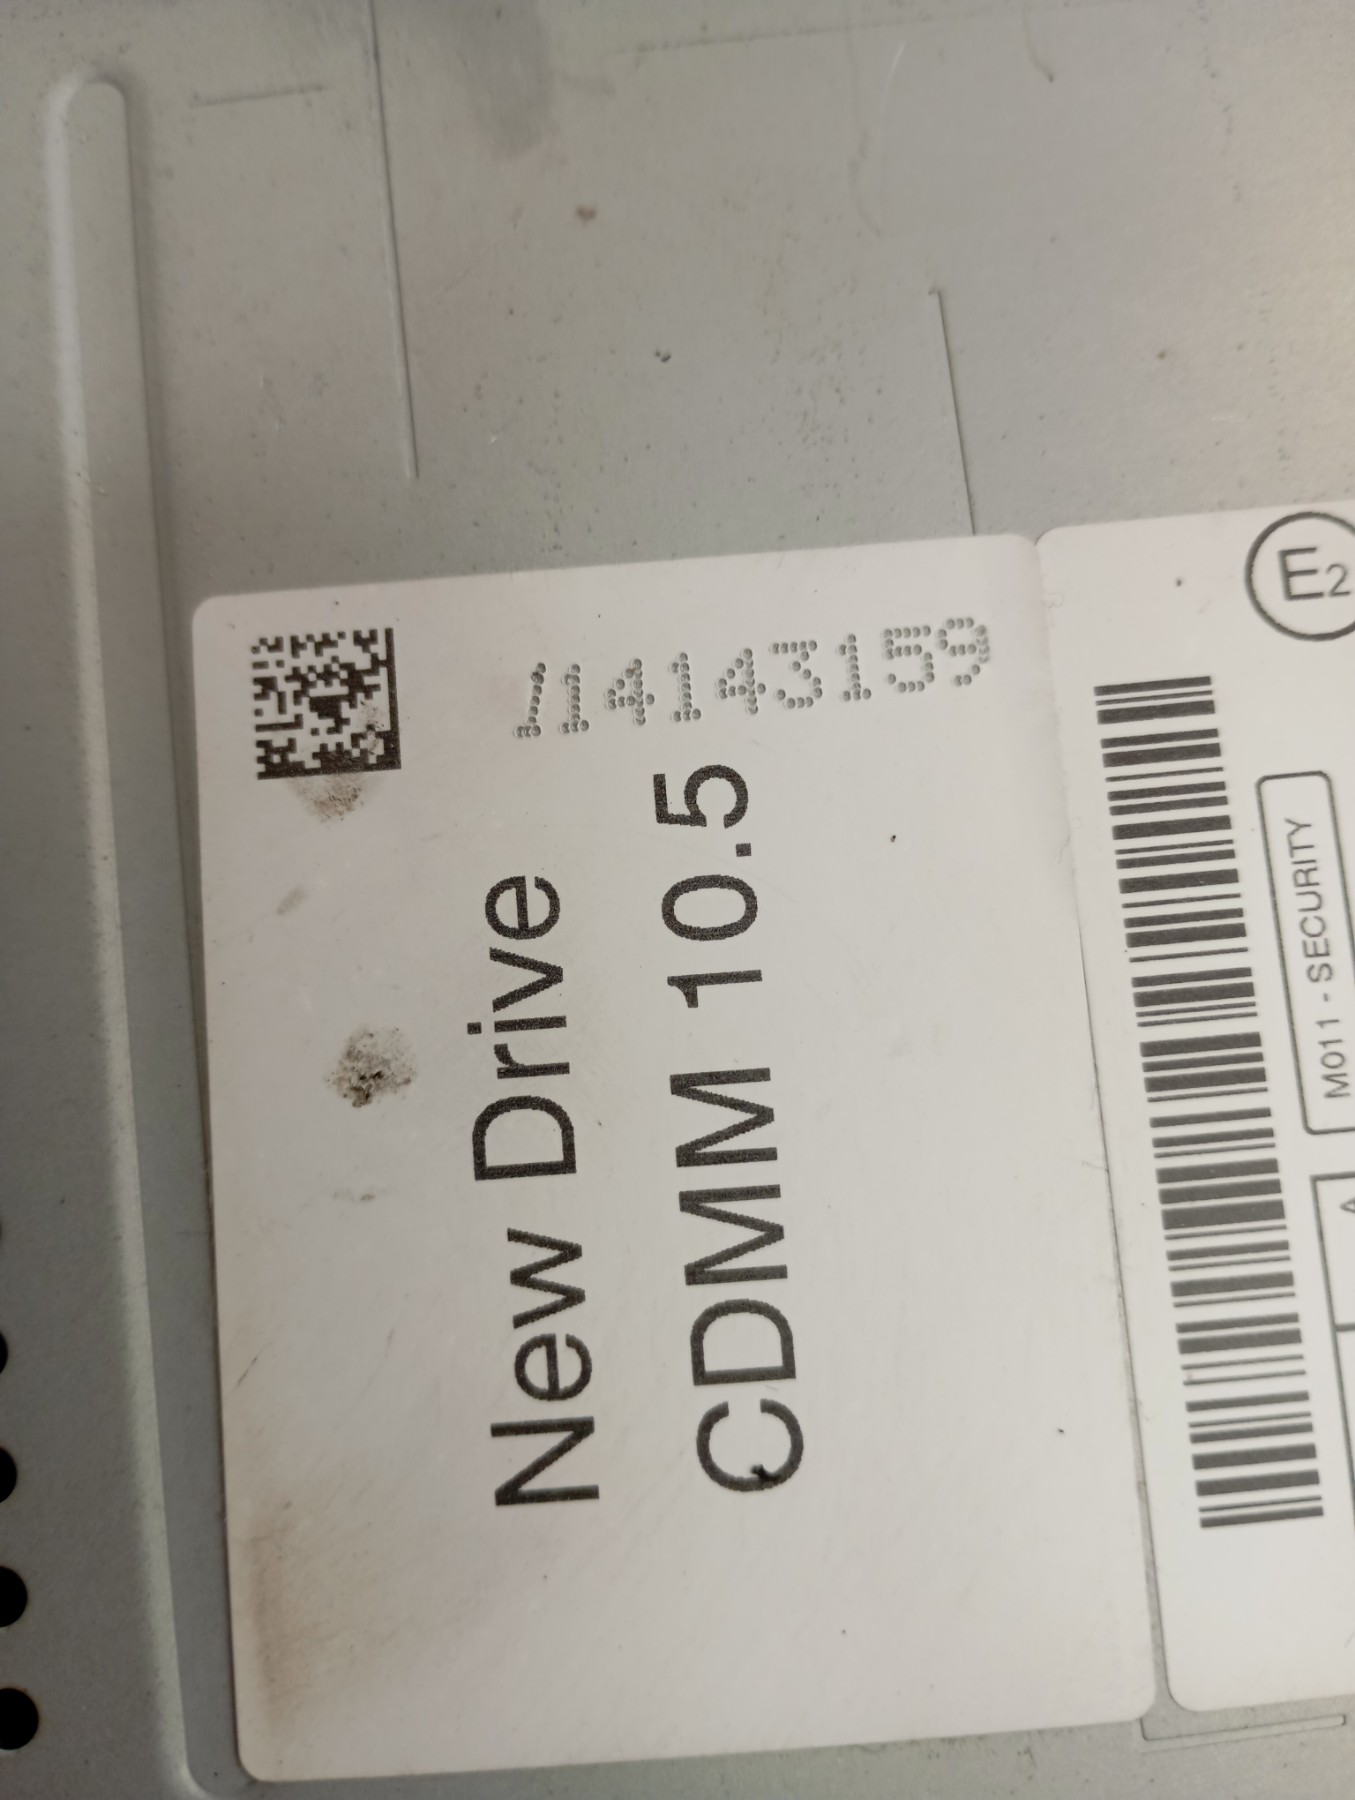 New Drive
CDMM 10.5
/14143159
E2
M011 - SECURITY
A